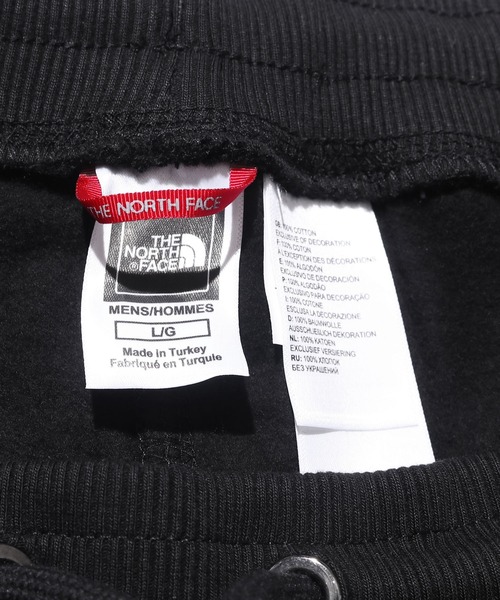 THE NORTH FACE
THE
NORTH
FACE
MENS/HOMMES
L/G
Made in Turkey
Fabriqué en Turquie
GB: 100% COTTON
EXCLUSIVE OF DECORATION
F: 100% COTON
À L'EXCEPTION DES DÉCORATIONS
E: 100% ALGODÓN
EXCLUSIVO DE DECORACIÓN
P: 100% ALGODÃO
EXCLUSIVO PARA DECORAÇÃO
I: 100% COTONE
ESCLUSA LA DECORAZIONE
D: 100% BAUMWOLLE
AUSSCHLIESSLICH DEKORATION
NL: 100% KATOEN
EXCLUSIEF VERSIERING
RU: 100% ХЛОПОК
БЕЗ УКРАШЕНИЙ